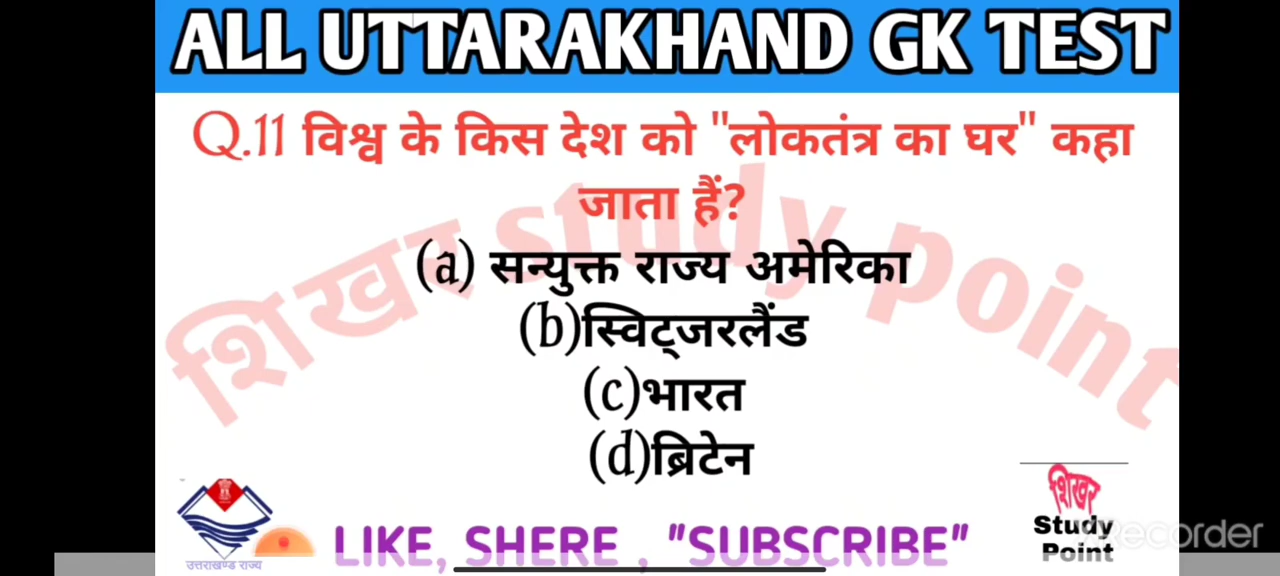 ALL UTTARAKHAND GK TEST
Q.11 विश्व के किस देश को "लोकतंत्र का घर" कहा
जाता हैं?
(a) सन्युक्त राज्य अमेरिका
(b)स्विट्जरलैंड
(c)भारत
(d)ब्रिटेन
शिखर study point
उत्तराखण्ड राज्य
LIKE, SHERE , "SUBSCRIBE"
शिखर
Study
Point
Recorder